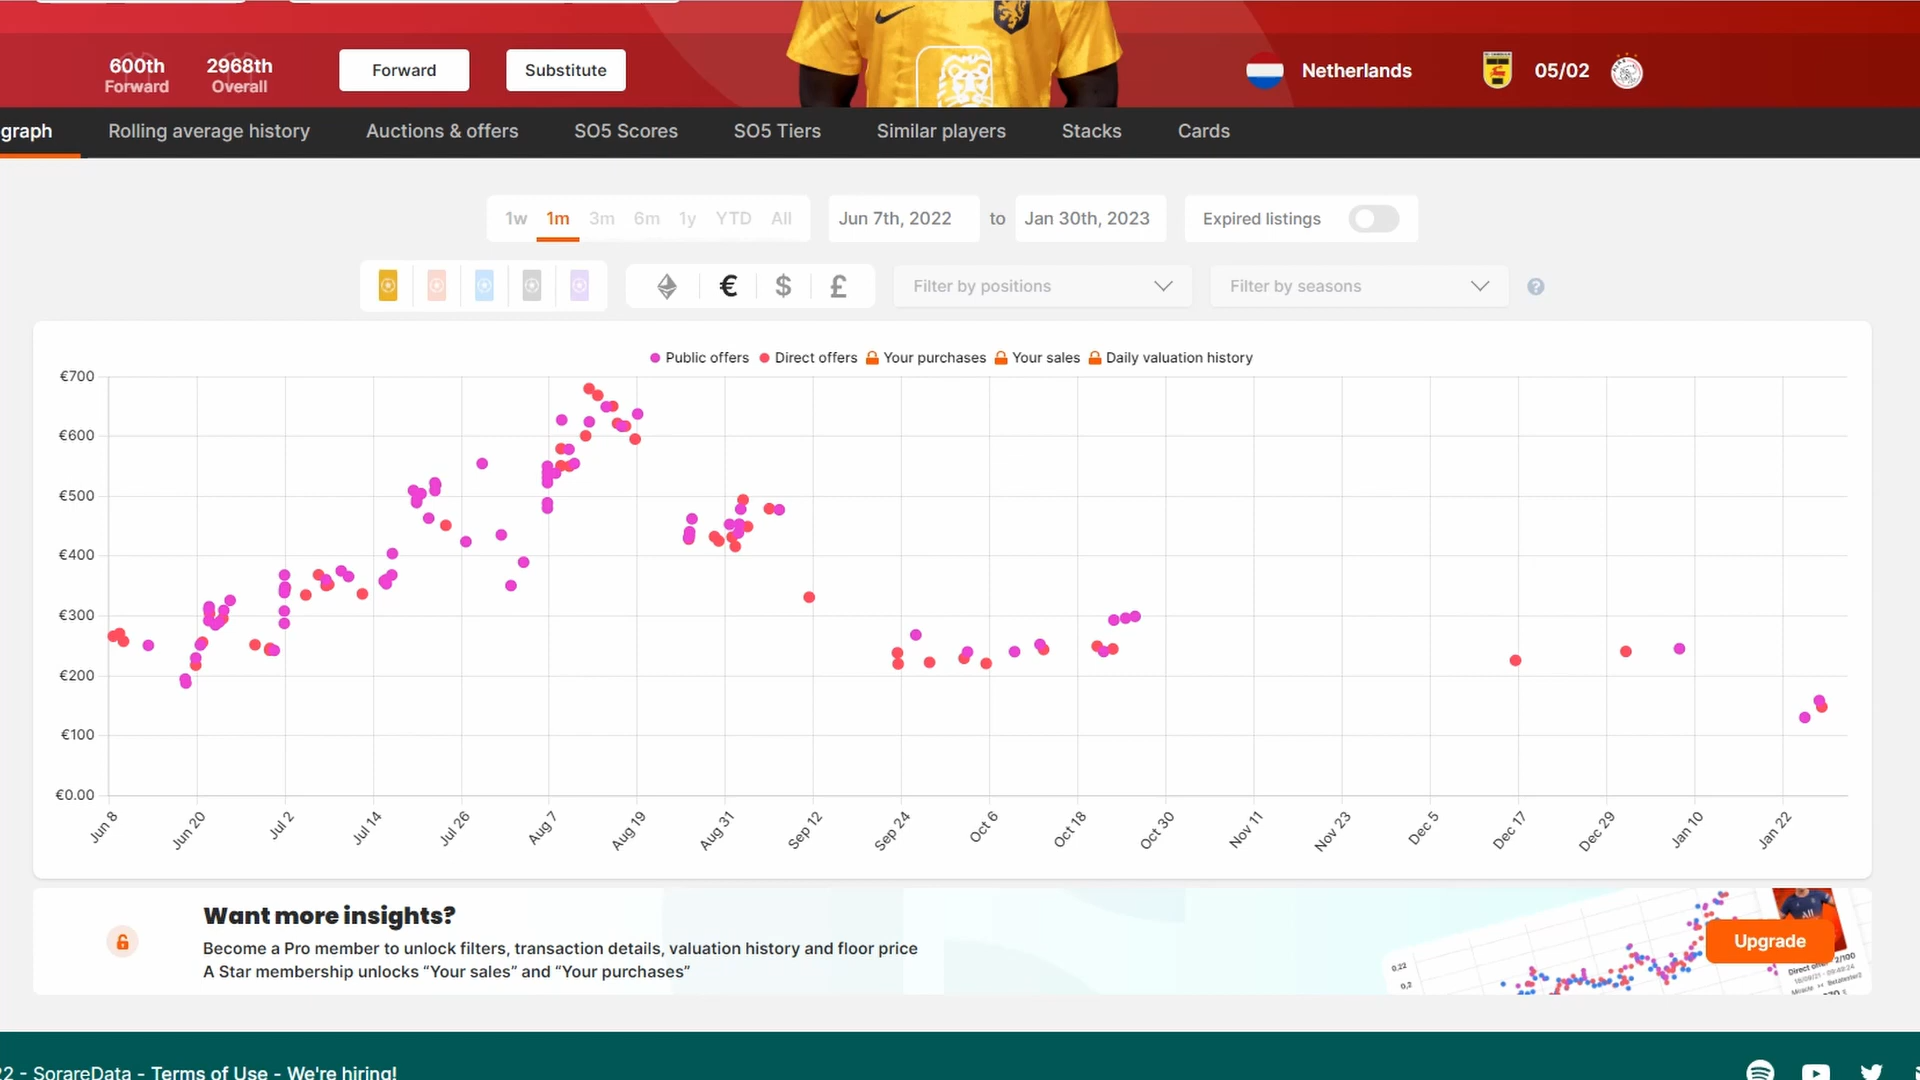 600th
Forward
2968th
Overall
Forward
Substitute
Netherlands
05/02
graph
Rolling average history
Auctions & offers
SO5 Scores
SO5 Tiers
Similar players
Stacks
Cards
1w 1m 3m 6m 1y YTD All
Jun 7th, 2022
to
Jan 30th, 2023
Expired listings
€ $ £
Filter by positions
Filter by seasons
?
Public offers Direct offers Your purchases Your sales Daily valuation history
€700
€600
€500
€400
€300
€200
€100
€0.00
Jun 8 Jun 20 Jul 2 Jul 14 Jul 26 Aug 7 Aug 19 Aug 31 Sep 12 Sep 24 Oct 6 Oct 18 Oct 30 Nov 11 Nov 23 Dec 5 Dec 17 Dec 29 Jan 10 Jan 22
Want more insights?
Become a Pro member to unlock filters, transaction details, valuation history and floor price
A Star membership unlocks “Your sales” and “Your purchases”
0,22
0,2
Upgrade
2/100
22 - SorareData - Terms of Use - We're hiring!